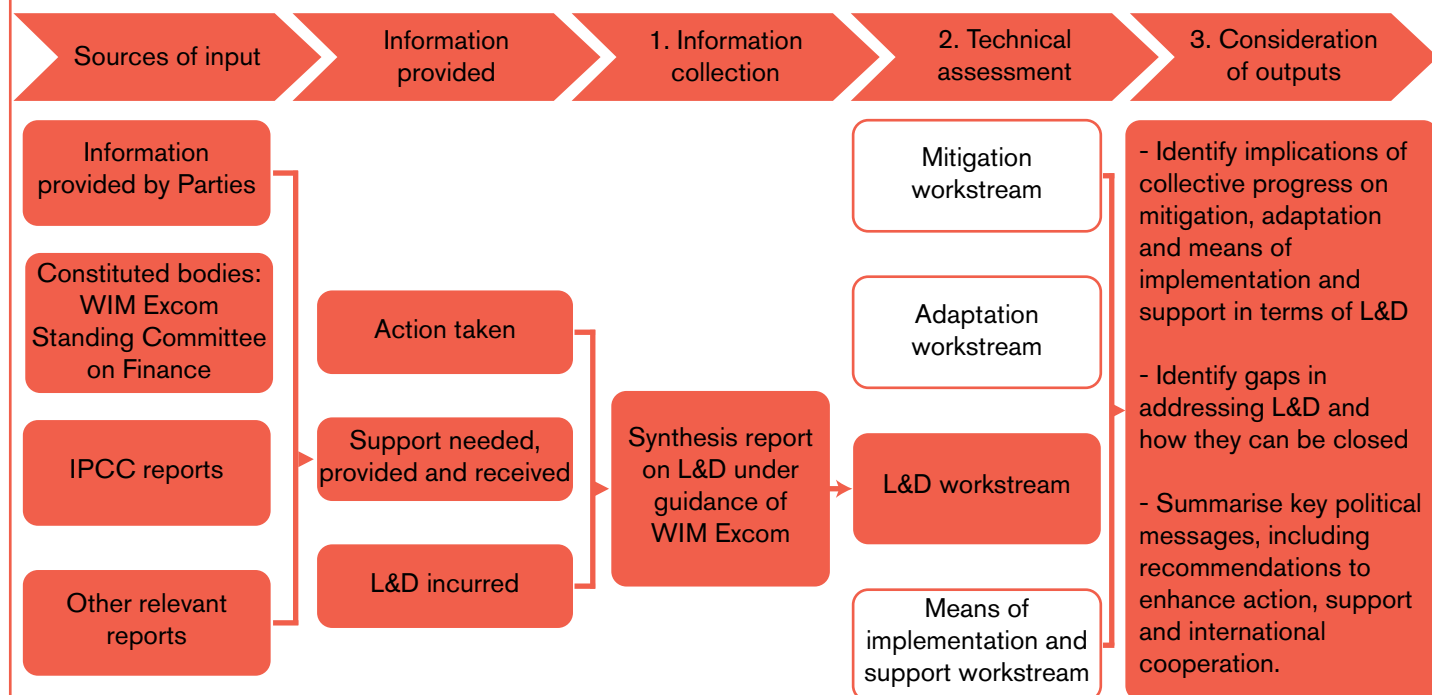 Sources of input
Information
provided
1. Information
collection
2. Technical
assessment
3. Consideration
of outputs
Information
provided by Parties
Constituted bodies:
WIM Excom
Standing Committee
on Finance
IPCC reports
Other relevant
reports
Action taken
Support needed,
provided and received
L&D incurred
Synthesis report
on L&D under
guidance of
WIM Excom
Mitigation
workstream
Adaptation
workstream
L&D workstream
Means of
implementation and
support workstream
- Identify implications of
collective progress on
mitigation, adaptation
and means of
implementation and
support in terms of L&D
- Identify gaps in
addressing L&D and
how they can be closed
- Summarise key political
messages, including
recommendations to
enhance action, support
and international
cooperation.